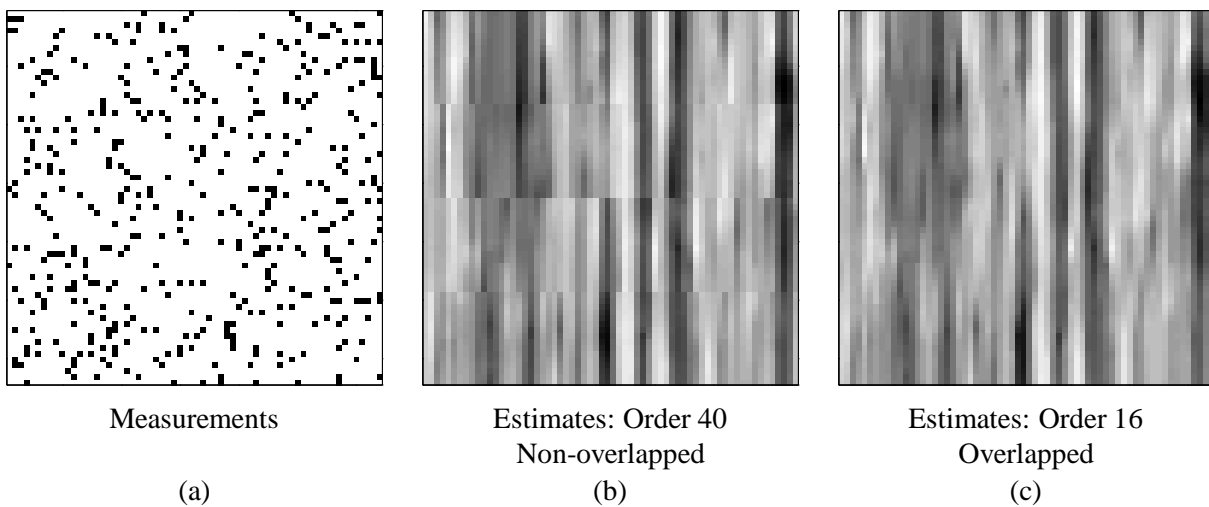 Measurements
Estimates: Order 40
Non-overlapped
Estimates: Order 16
Overlapped
(a)
(b)
(c)